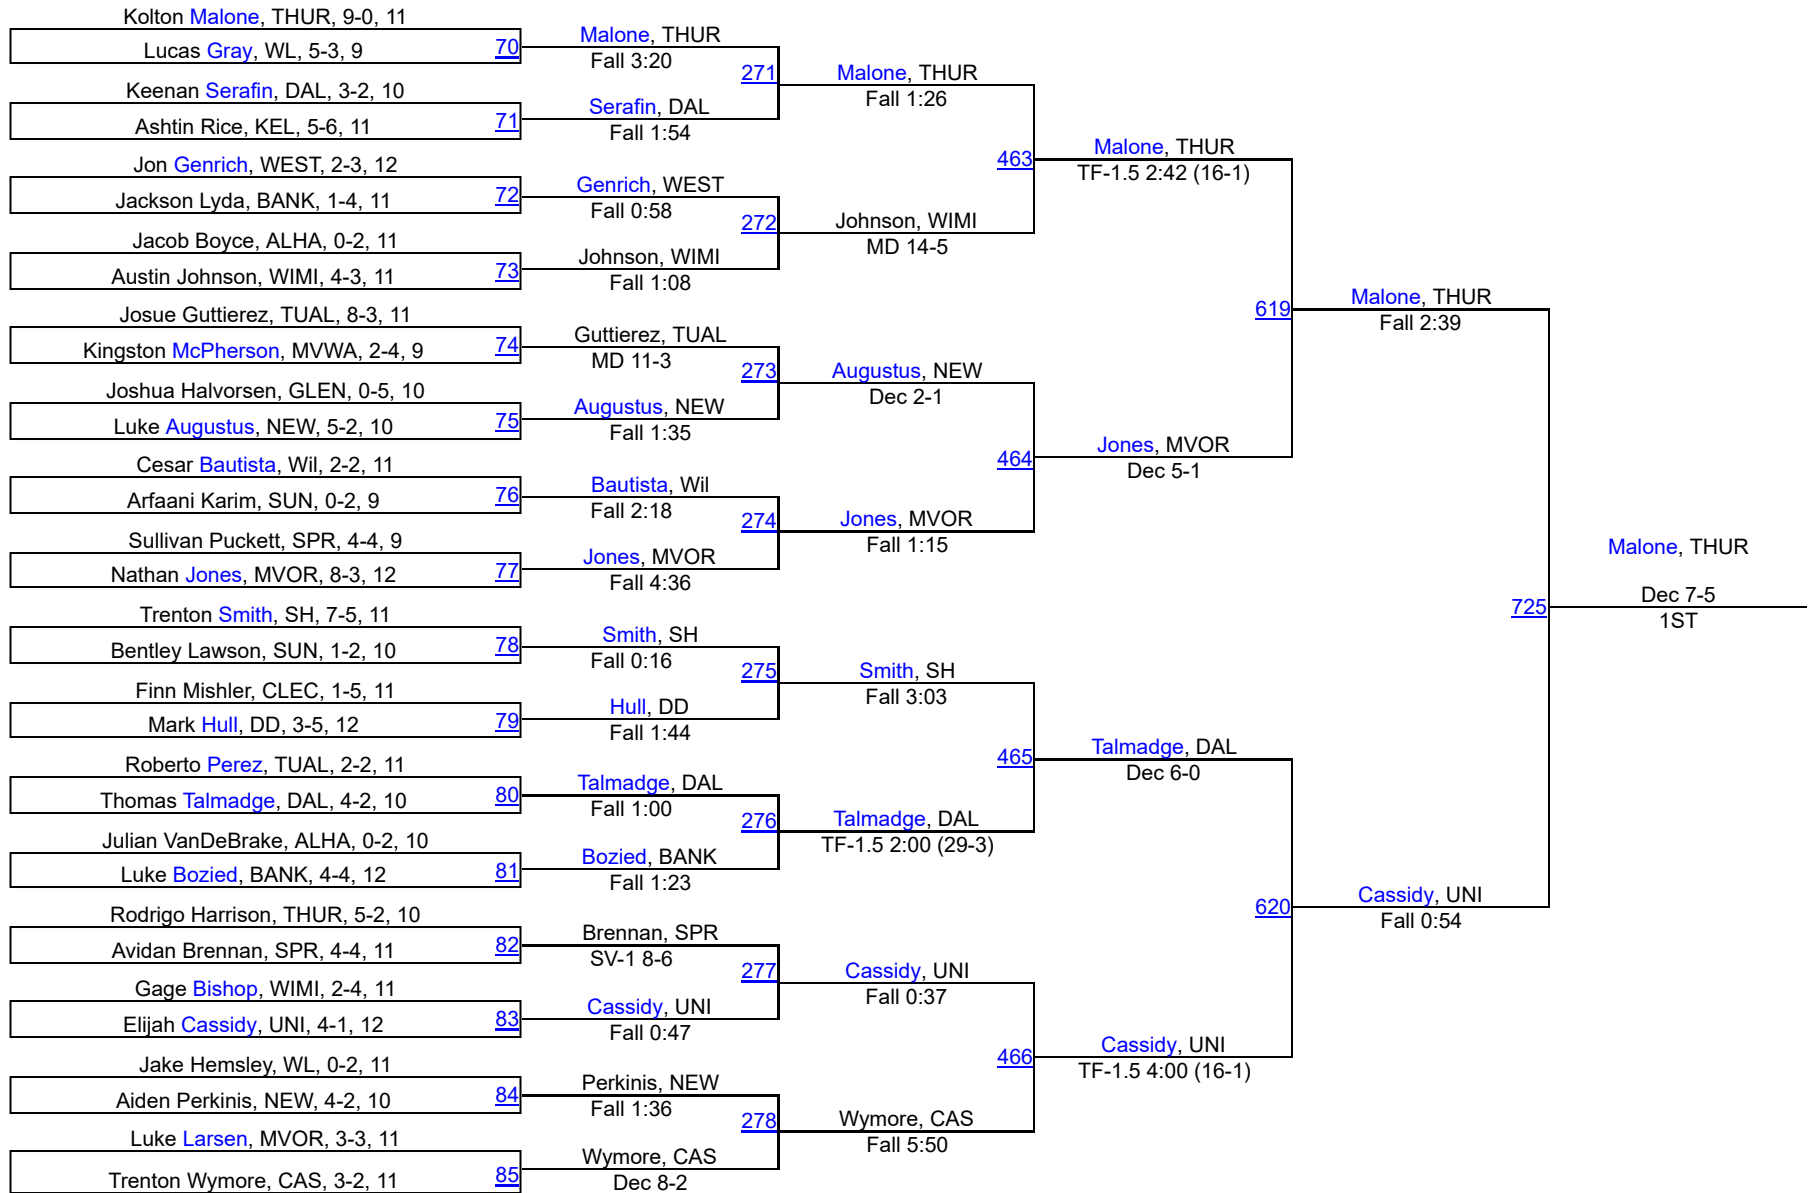 Kolton Malone, THUR, 9-0, 11
Lucas Gray, WL, 5-3, 9
70
Keenan Serafin, DAL, 3-2, 10
Ashtin Rice, KEL, 5-6, 11
71
Jon Genrich, WEST, 2-3, 12
Jackson Lyda, BANK, 1-4, 11
72
Jacob Boyce, ALHA, 0-2, 11
Austin Johnson, WIMI, 4-3, 11
73
Josue Guttierez, TUAL, 8-3, 11
Kingston McPherson, MVWA, 2-4, 9
74
Joshua Halvorsen, GLEN, 0-5, 10
Luke Augustus, NEW, 5-2, 10
75
Cesar Bautista, Wil, 2-2, 11
Arfaani Karim, SUN, 0-2, 9
76
Sullivan Puckett, SPR, 4-4, 9
Nathan Jones, MVOR, 8-3, 12
77
Trenton Smith, SH, 7-5, 11
Bentley Lawson, SUN, 1-2, 10
78
Finn Mishler, CLEC, 1-5, 11
Mark Hull, DD, 3-5, 12
79
Roberto Perez, TUAL, 2-2, 11
Thomas Talmadge, DAL, 4-2, 10
80
Julian VanDeBrake, ALHA, 0-2, 10
Luke Bozied, BANK, 4-4, 12
81
Rodrigo Harrison, THUR, 5-2, 10
Avidan Brennan, SPR, 4-4, 11
82
Gage Bishop, WIMI, 2-4, 11
Elijah Cassidy, UNI, 4-1, 12
83
Jake Hemsley, WL, 0-2, 11
Aiden Perkinis, NEW, 4-2, 10
84
Luke Larsen, MVOR, 3-3, 11
Trenton Wymore, CAS, 3-2, 11
85
Malone, THUR
Fall 3:20
271
Serafin, DAL
Fall 1:54
Genrich, WEST
Fall 0:58
272
Johnson, WIMI
Fall 1:08
Guttierez, TUAL
MD 11-3
273
Augustus, NEW
Fall 1:35
Bautista, Wil
Fall 2:18
274
Jones, MVOR
Fall 4:36
Smith, SH
Fall 0:16
275
Hull, DD
Fall 1:44
Talmadge, DAL
Fall 1:00
276
Bozied, BANK
Fall 1:23
Brennan, SPR
SV-1 8-6
277
Cassidy, UNI
Fall 0:47
Perkinis, NEW
Fall 1:36
278
Wymore, CAS
Dec 8-2
Malone, THUR
Fall 1:26
463
Johnson, WIMI
MD 14-5
Augustus, NEW
Dec 2-1
464
Jones, MVOR
Fall 1:15
Smith, SH
Fall 3:03
465
Talmadge, DAL
TF-1.5 2:00 (29-3)
Cassidy, UNI
Fall 0:37
466
Wymore, CAS
Fall 5:50
Malone, THUR
TF-1.5 2:42 (16-1)
619
Jones, MVOR
Dec 5-1
Talmadge, DAL
Dec 6-0
620
Cassidy, UNI
TF-1.5 4:00 (16-1)
Malone, THUR
Fall 2:39
725
Cassidy, UNI
Fall 0:54
Malone, THUR
Dec 7-5
1ST